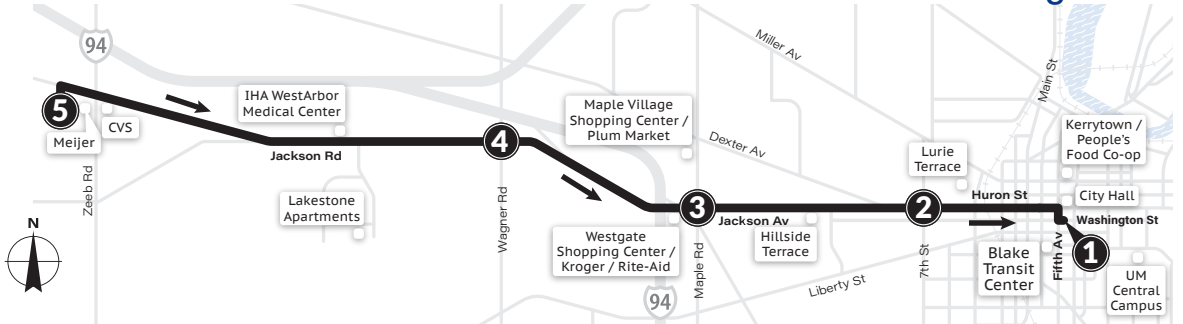 94
5
Meijer
CVS
Zeeb Rd
N
IHA WestArbor
Medical Center
Jackson Rd
Lakestone
Apartments
4
Wagner Rd
Maple Village
Shopping Center /
Plum Market
Miller Av
Dexter Av
3
Jackson Av
Westgate
Shopping Center /
Kroger / Rite-Aid
94
Maple Rd
Hillside
Terrace
Liberty St
Lurie
Terrace
2
7th St
Huron St
Main St
Kerrytown /
People's
Food Co-op
City Hall
Washington St
Blake
Transit
Center
Fifth Av
1
UM
Central
Campus